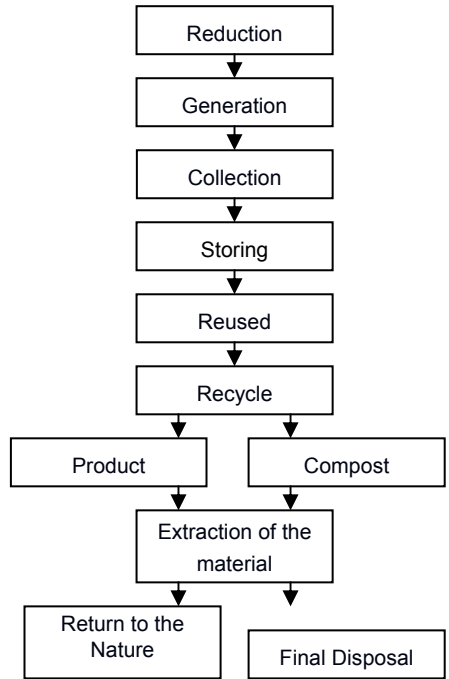 Reduction
Generation
Collection
Storing
Reused
Recycle
Product
Compost
Extraction of the
material
Return to the
Nature
Final Disposal